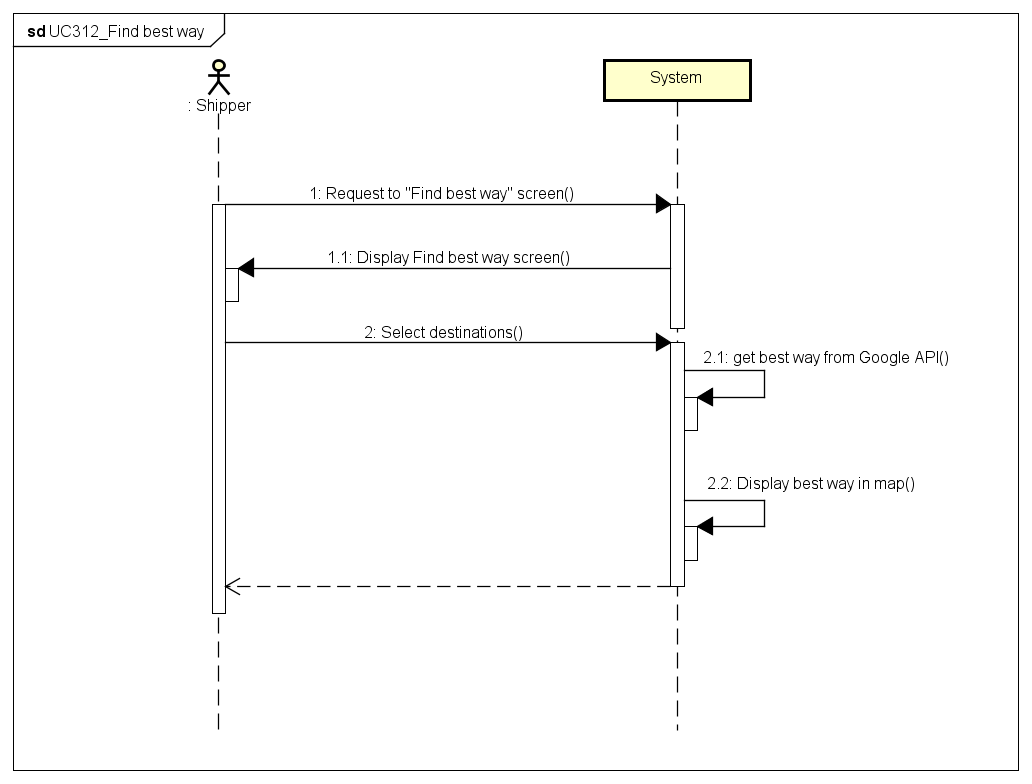 sd UC312_Find best way
: Shipper
System
1: Request to "Find best way" screen()
1.1: Display Find best way screen()
2: Select destinations()
2.1: get best way from Google API()
2.2: Display best way in map()